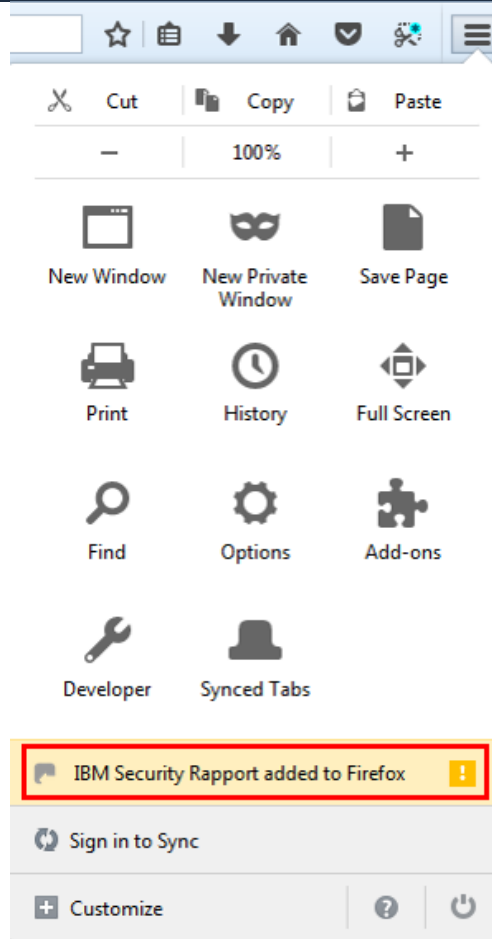 Cut Copy Paste
− 100% +
New Window New Private Window Save Page
Print History Full Screen
Find Options Add-ons
Developer Synced Tabs
IBM Security Rapport added to Firefox !
Sign in to Sync
Customize ?